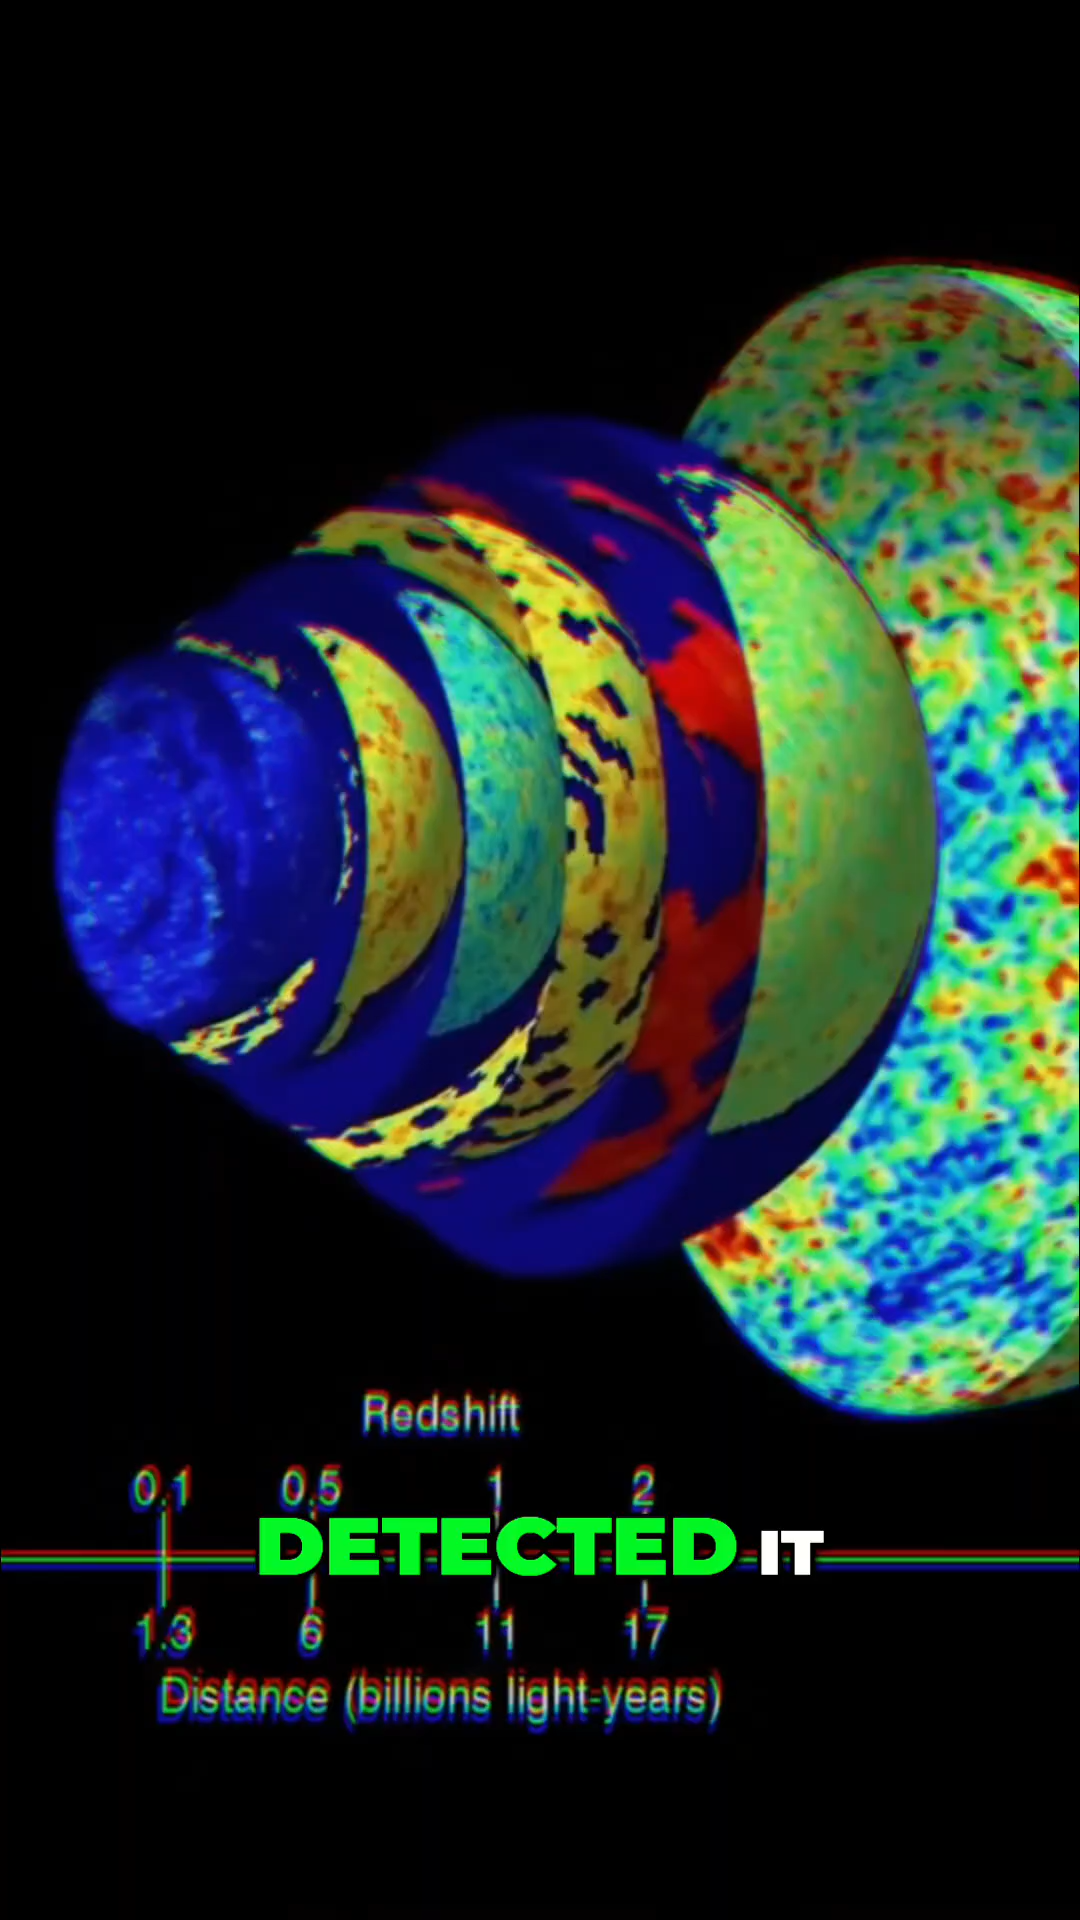 Redshift
0.1 0.5 1 2
DETECTED IT
1.3 6 11 17
Distance (billions light-years)